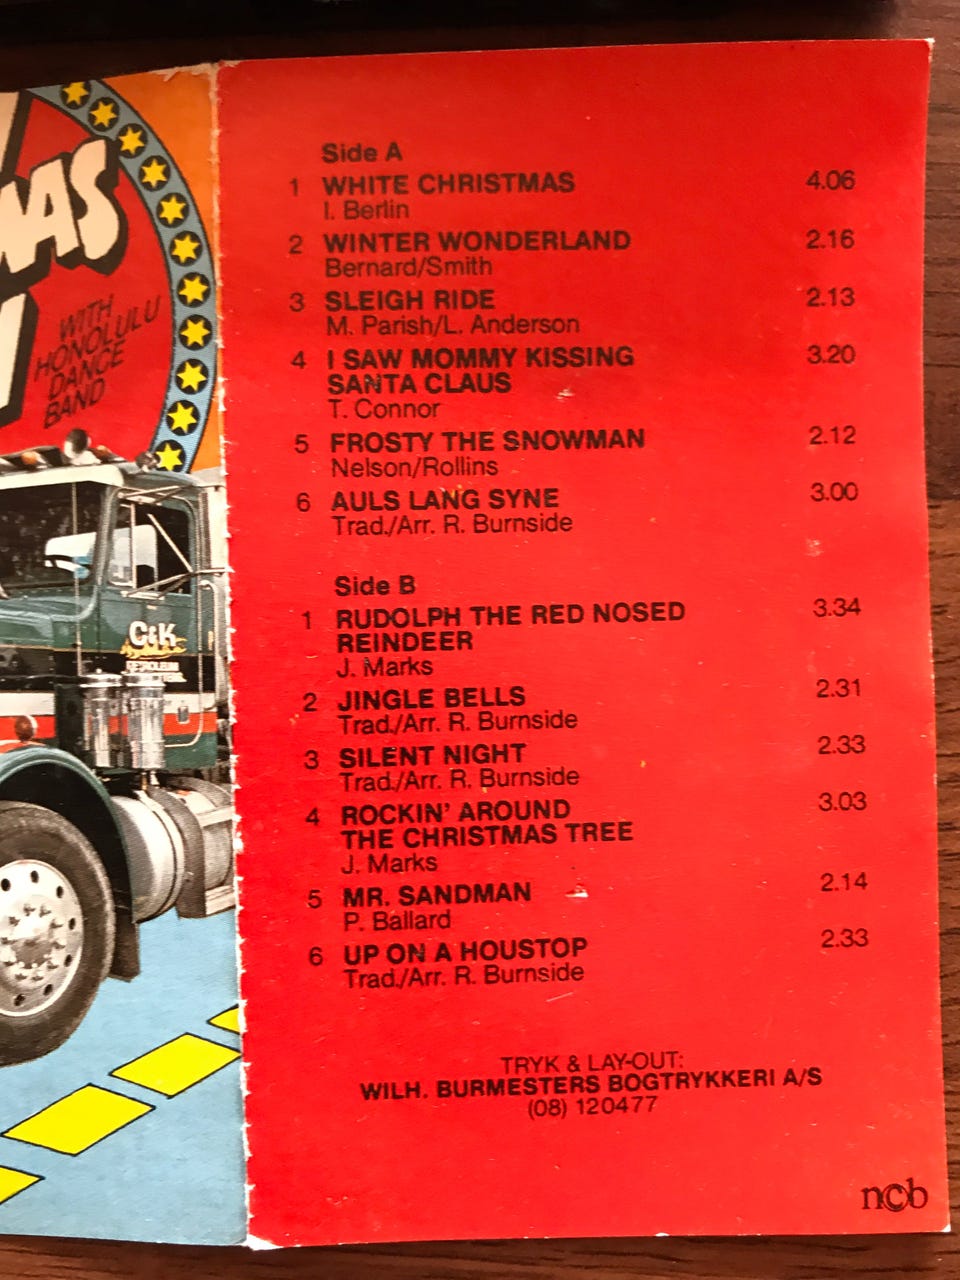 MAS
WITH
HONOLULU
DANCE
BAND
C&K
PETROLEUM
Side A
1 WHITE CHRISTMAS 4.06
I. Berlin
2 WINTER WONDERLAND 2.16
Bernard/Smith
3 SLEIGH RIDE 2.13
M. Parish/L. Anderson
4 I SAW MOMMY KISSING 3.20
SANTA CLAUS
T. Connor
5 FROSTY THE SNOWMAN 2.12
Nelson/Rollins
6 AULS LANG SYNE 3.00
Trad./Arr. R. Burnside
Side B
1 RUDOLPH THE RED NOSED 3.34
REINDEER
J. Marks
2 JINGLE BELLS 2.31
Trad./Arr. R. Burnside
3 SILENT NIGHT 2.33
Trad./Arr. R. Burnside
4 ROCKIN' AROUND 3.03
THE CHRISTMAS TREE
J. Marks
5 MR. SANDMAN 2.14
P. Ballard
6 UP ON A HOUSTOP 2.33
Trad./Arr. R. Burnside
TRYK & LAY-OUT:
WILH. BURMESTERS BOGTRYKKERI A/S
(08) 120477
ncb